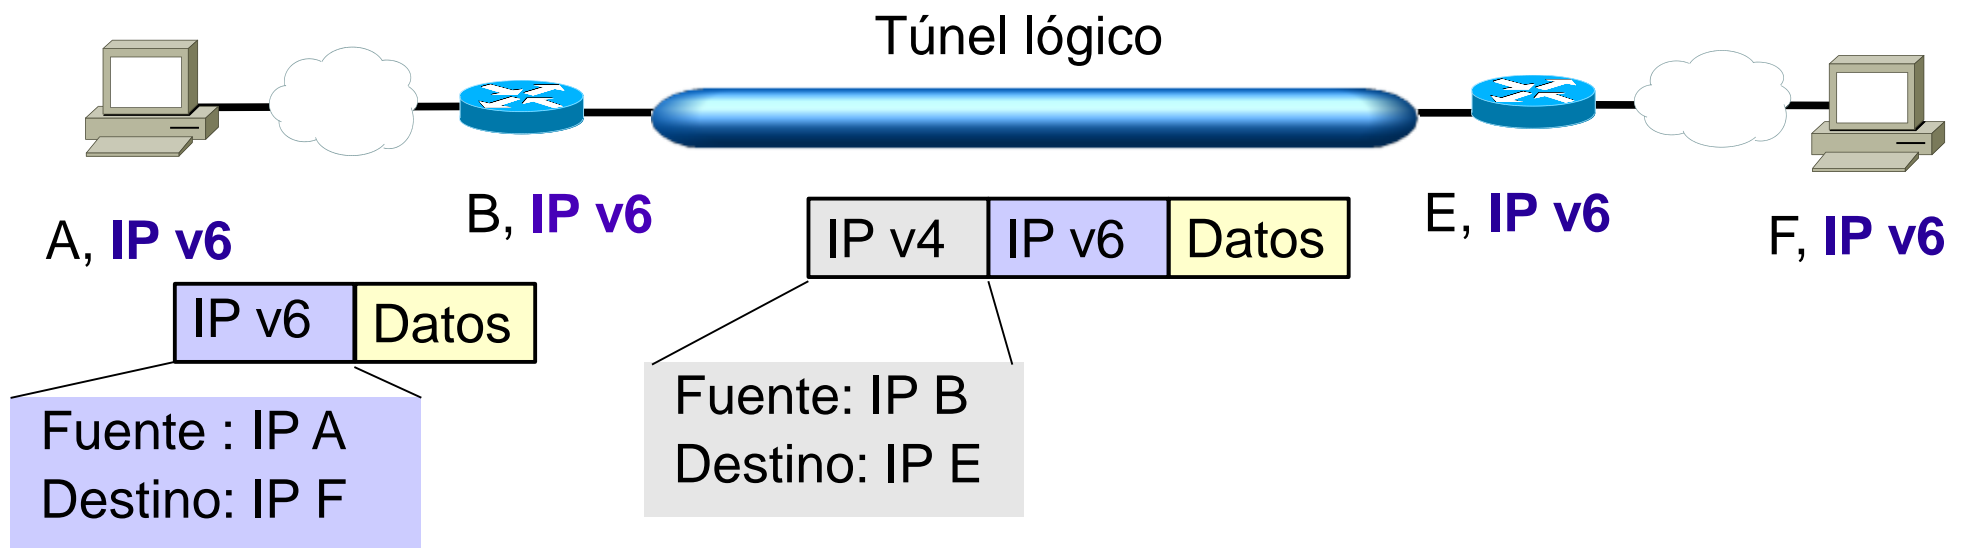 Túnel lógico
A, IP v6
B, IP v6
E, IP v6
F, IP v6
IP v4 IP v6 Datos
IP v6 Datos
Fuente : IP A
Destino: IP F
Fuente: IP B
Destino: IP E